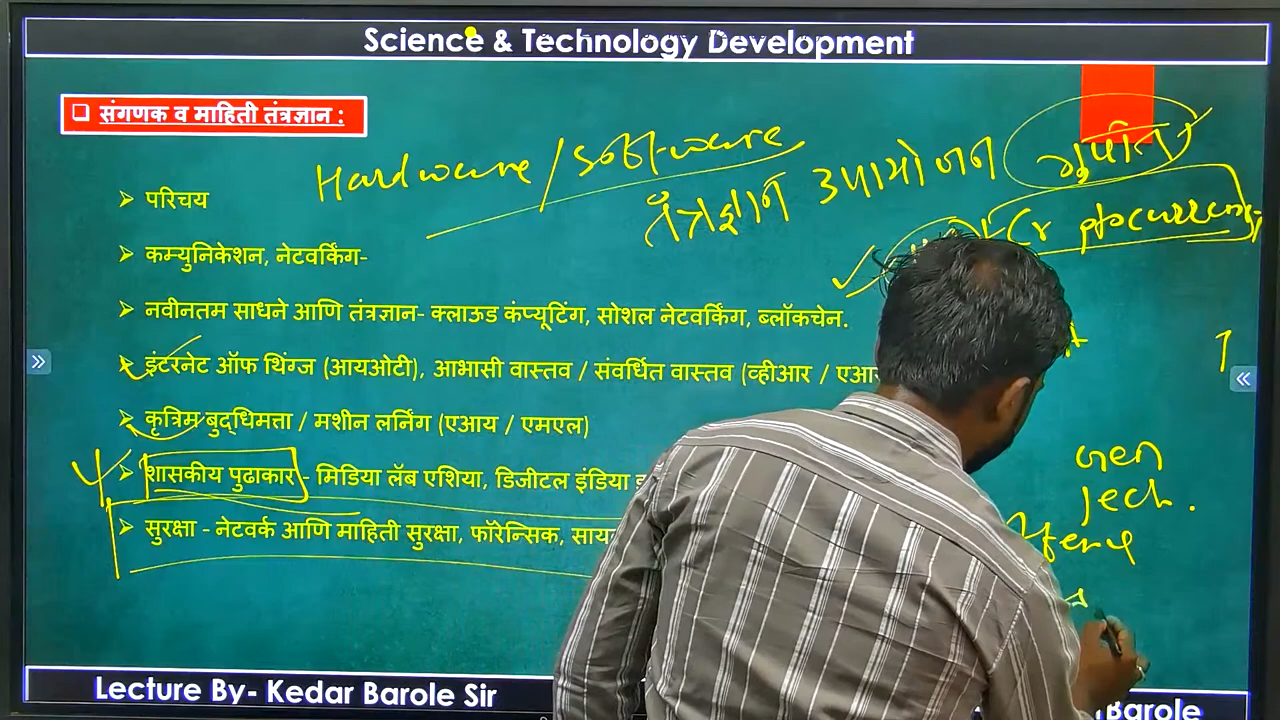 Science & Technology Development
संगणक व माहिती तंत्रज्ञान :
Hardware / Software
तंत्रज्ञान उपायोजन
परिचय
कम्युनिकेशन, नेटवर्किंग-
नवीनतम साधने आणि तंत्रज्ञान- क्लाऊड कंप्यूटिंग, सोशल नेटवर्किंग, ब्लॉकचेन.
इंटरनेट ऑफ थिंग्ज (आयओटी), आभासी वास्तव / संवर्धित वास्तव (व्हीआर / एआर
कृत्रिम बुद्धिमत्ता / मशीन लर्निंग (एआय / एमएल)
शासकीय पुढाकार - मिडिया लॅब एशिया, डिजीटल इंडिया
सुरक्षा - नेटवर्क आणि माहिती सुरक्षा, फॉरेन्सिक, साय
Gen
Tech.
Lecture By- Kedar Barole Sir
Barole